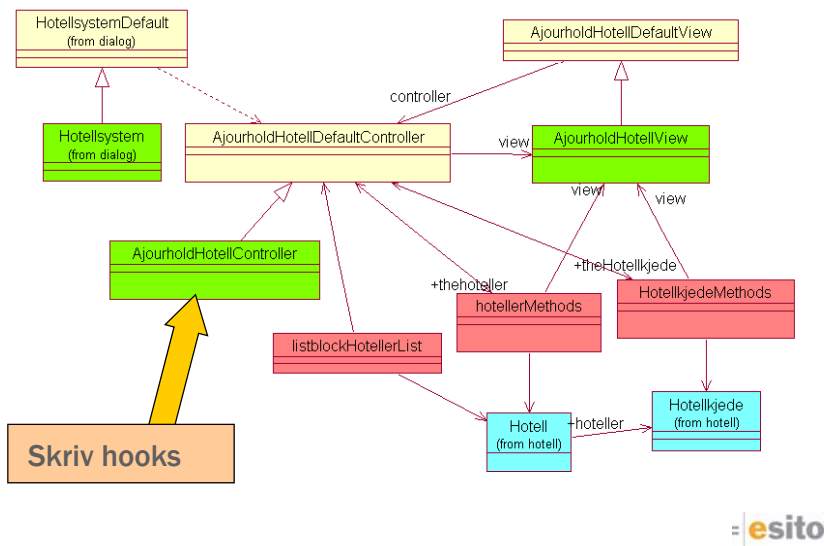 HotellsystemDefault
(from dialog)
AjourholdHotellDefaultView
controller
Hotellsystem
(from dialog)
AjourholdHotellDefaultController
view
AjourholdHotellView
view
view
AjourholdHotellController
+theHotellkjede
+thehoteller
hotellerMethods
HotellkjedeMethods
listblockHotellerList
Hotell
(from hotell)
+hoteller
Hotellkjede
(from hotell)
Skriv hooks
esito